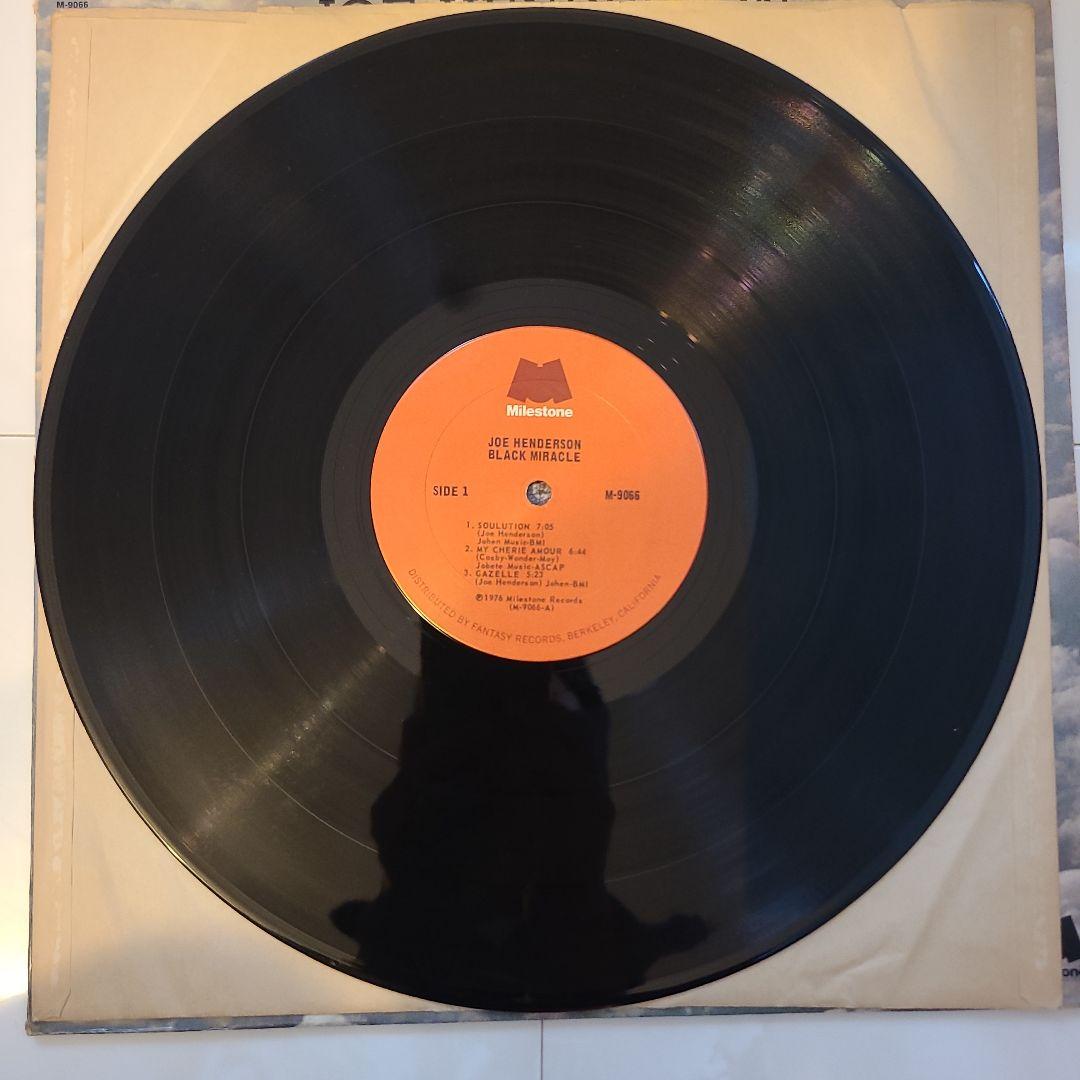 M-9066
Milestone
JOE HENDERSON
BLACK MIRACLE
SIDE 1
M-9066
1. SOULUTION 7:05
(Joe Henderson)
Johen Music-BMI
2. MY CHERIE AMOUR 6:44
(Cosby-Wonder-Moy)
Jobete Music-ASCAP
3. GAZELLE 5:23
(Joe Henderson) Johen-BMI
℗1976 Milestone Records
(M-9066-A)
DISTRIBUTED BY FANTASY RECORDS, BERKELEY, CALIFORNIA